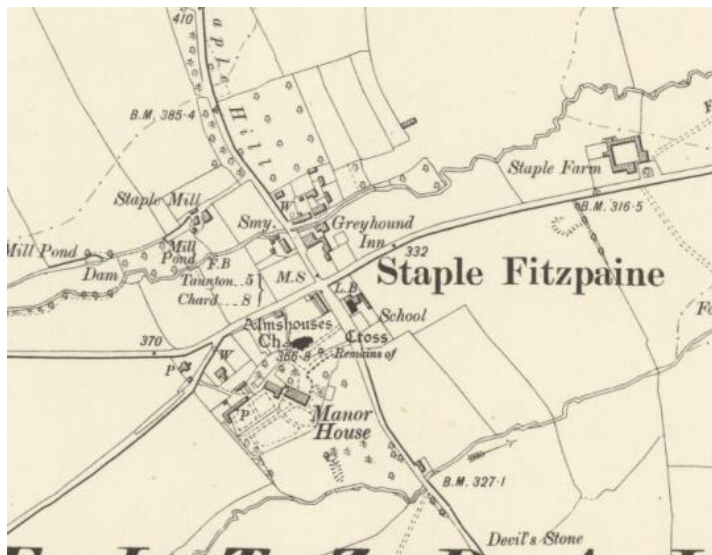 410
Staple Hill
B.M. 385·4
Staple Farm
Staple Mill
W
B.M. 316·5
Smy.
Greyhound
Inn
Mill Pond
Mill
Pond
332
F.B
Dam
Taunton..5
M.S
Staple Fitzpaine
Chard....8
L.B
School
Almshouses
Ch.
Cross
370
366·8
Remains of
W
P
P
Manor
House
B.M. 327·1
Devil's Stone